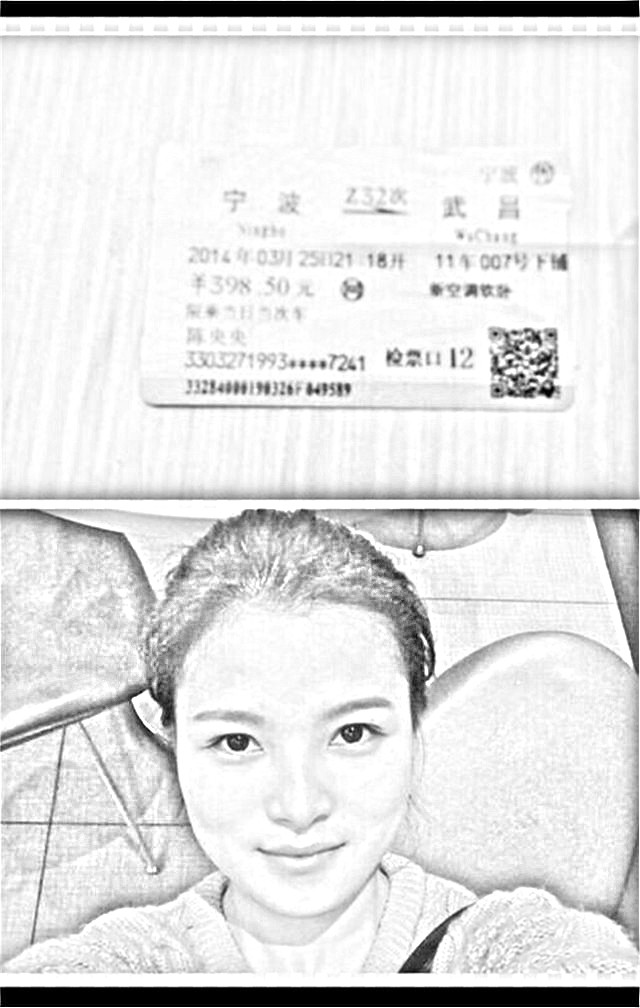 宁波
宁波 Z32次 武昌
Ningbo WuChang
2014年03月25日21:18开 11车007号下铺
￥398.50元 新空调软卧
限乘当日当次车
陈央央
3303271993****7241 检票口12
33284000190326F049589